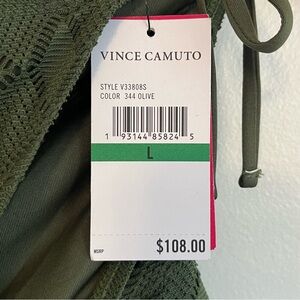 VINCE CAMUTO
STYLE V33808S
COLOR 344 OLIVE
1 93144 85824 5
L
MSRP $108.00